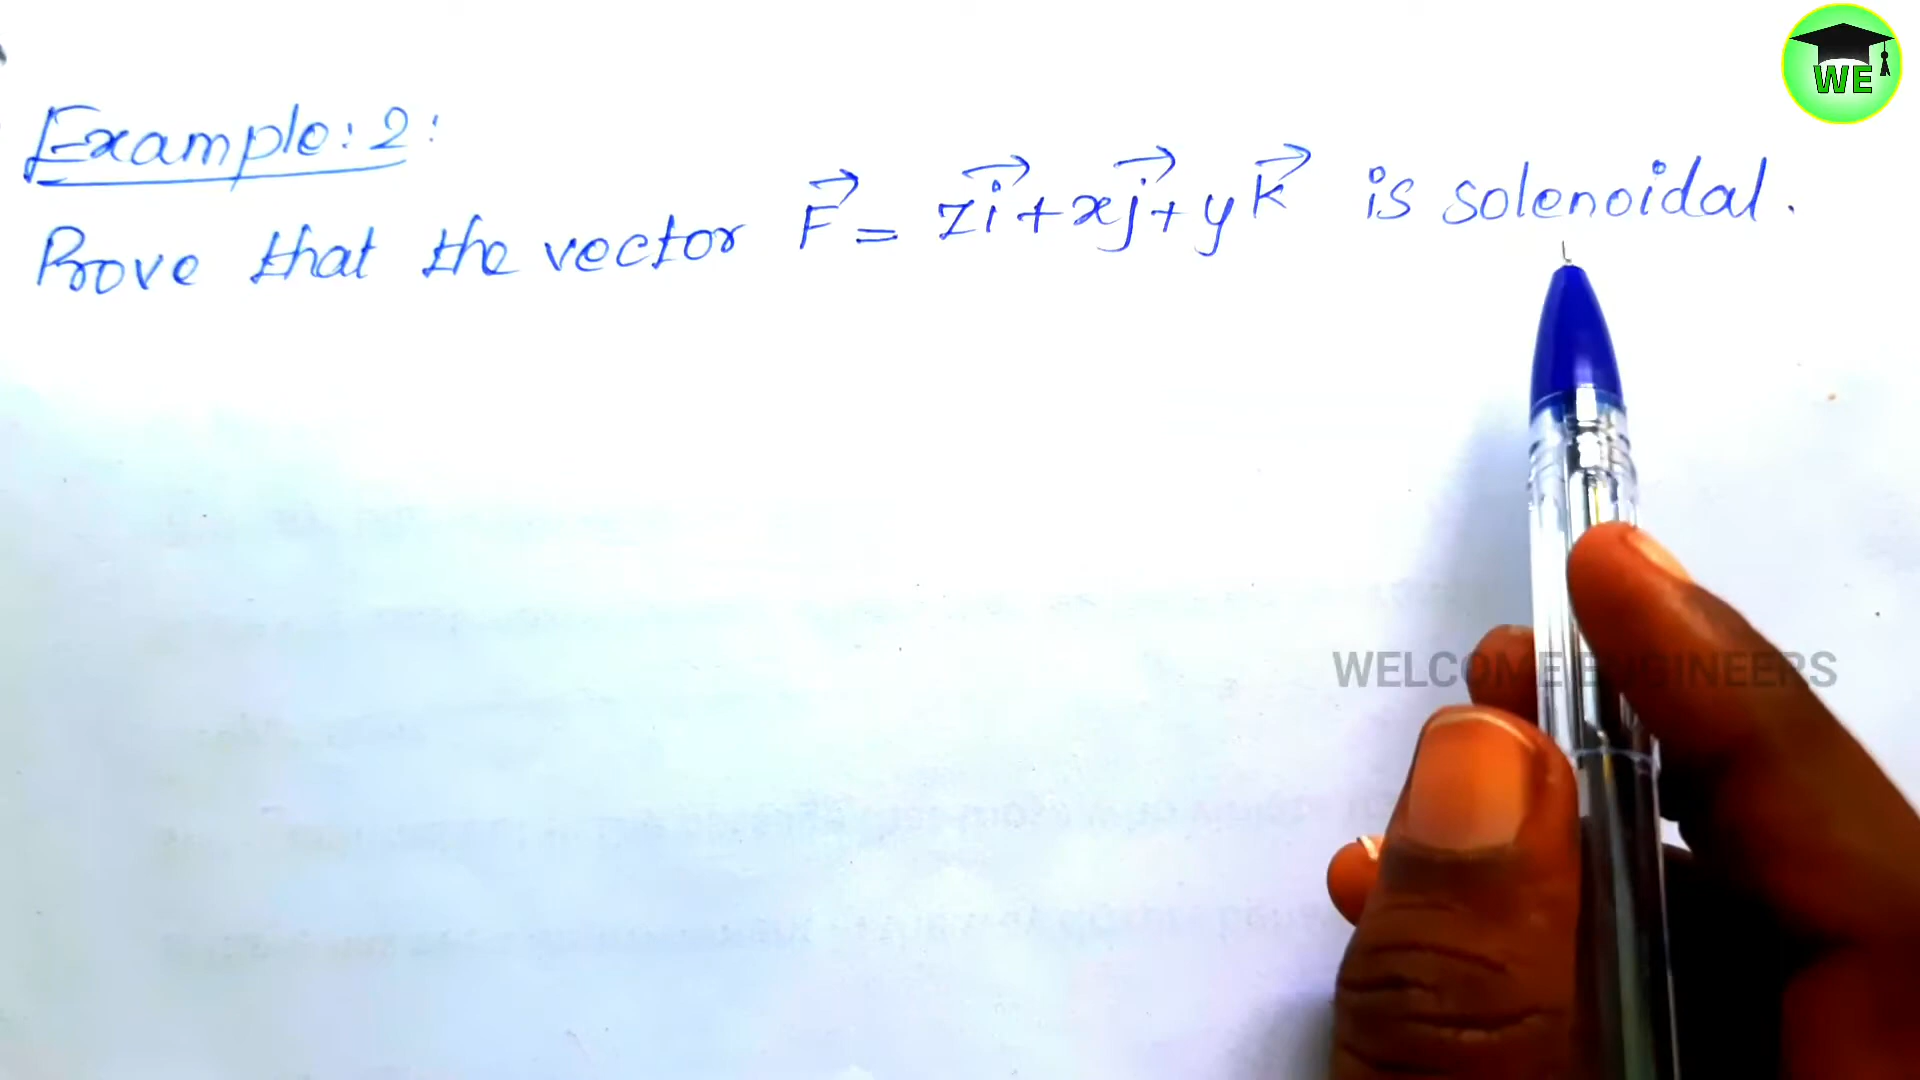 WE
Example: 2:
Prove that the vector F⃗ = zi⃗ + xj⃗ + yk⃗ is solenoidal.
WELCOME ENGINEERS